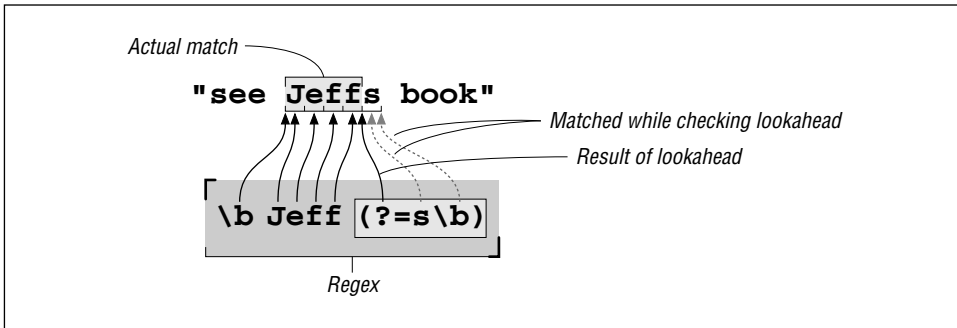 Actual match
"see Jeffs book"
Matched while checking lookahead
Result of lookahead
\b Jeff (?=s\b)
Regex